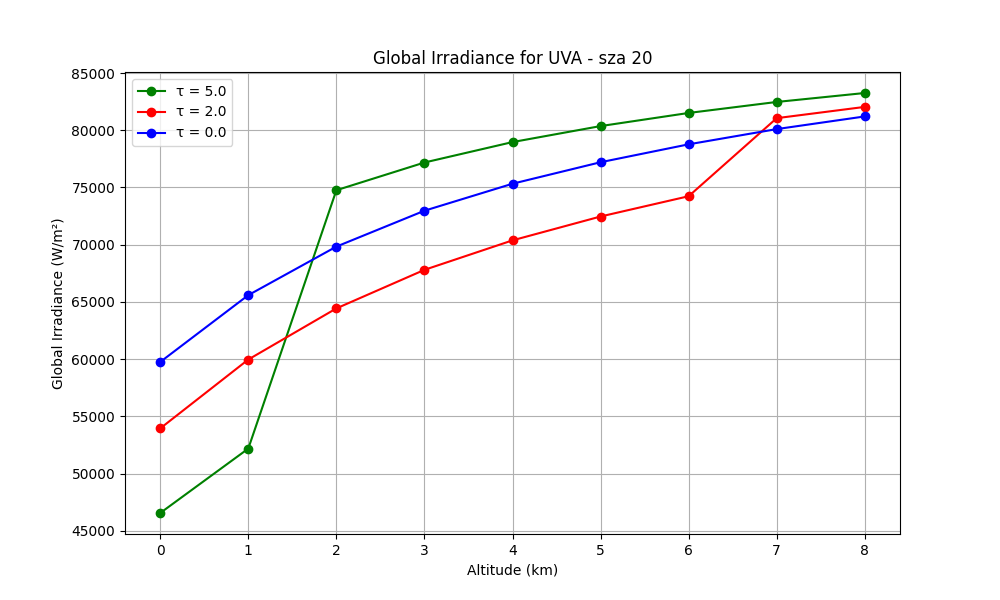 Global Irradiance for UVA - sza 20
85000
80000
75000
70000
65000
60000
55000
50000
45000
Global Irradiance (W/m²)
τ = 5.0
τ = 2.0
τ = 0.0
0 1 2 3 4 5 6 7 8
Altitude (km)